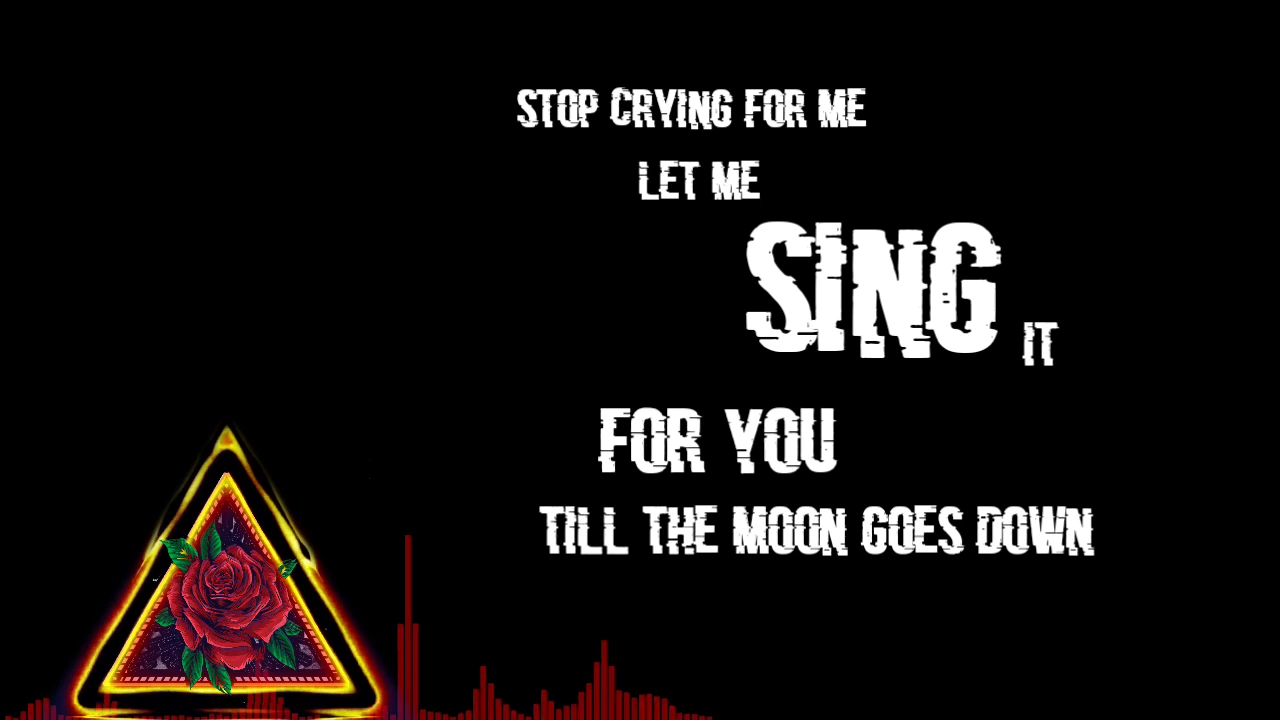 STOP CRYING FOR ME
LET ME
SING IT
FOR YOU
TILL THE MOON GOES DOWN